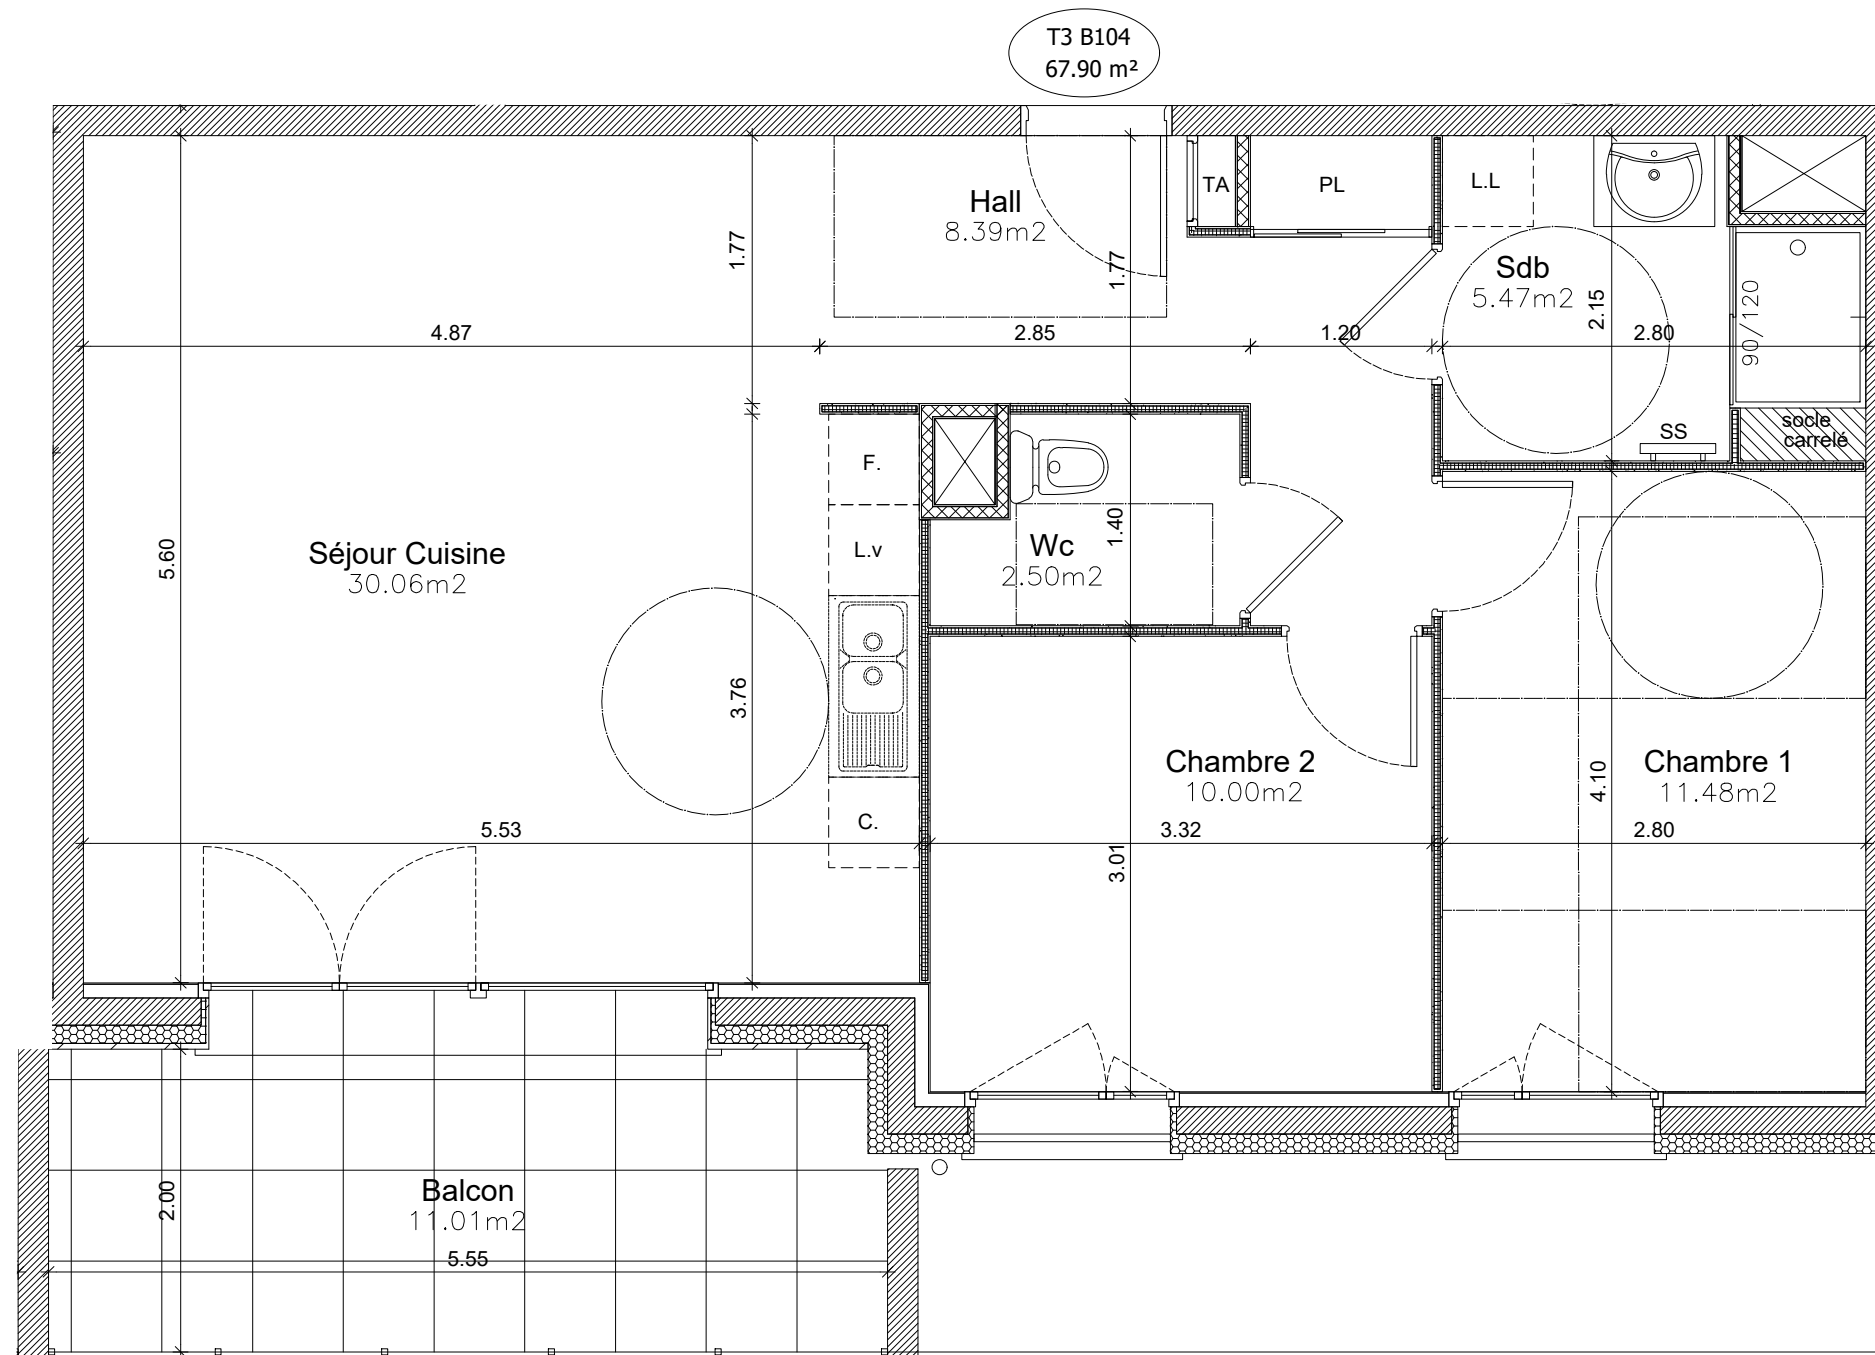 T3 B104
67.90 m²
TA
PL
L.L
Hall
8.39m2
1.77
1.77
Sdb
5.47m2
2.15
90/120
4.87
2.85
1.20
2.80
socle
carrelé
SS
F.
L.v
Wc
2.50m2
1.40
5.60
Séjour Cuisine
30.06m2
3.76
Chambre 2
10.00m2
Chambre 1
11.48m2
4.10
C.
5.53
3.32
2.80
3.01
Balcon
11.01m2
2.00
5.55